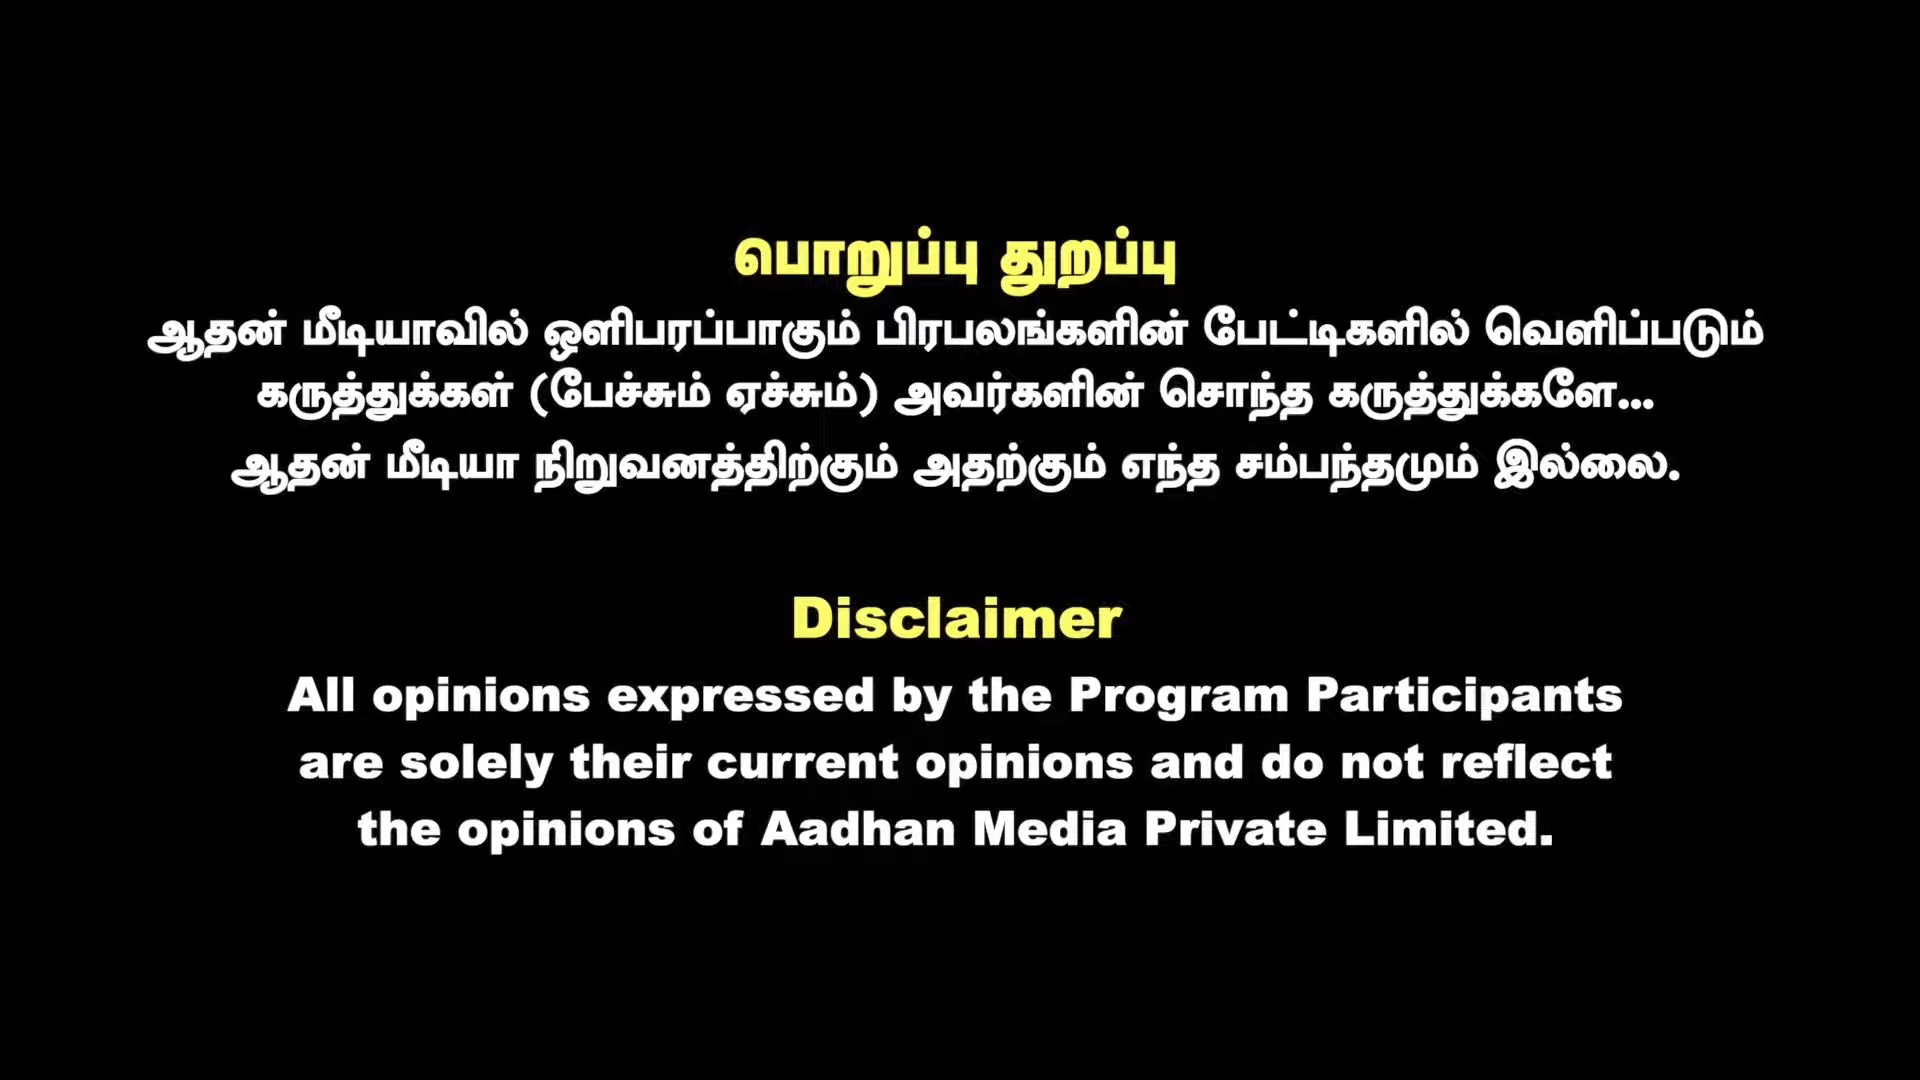 பொறுப்பு துறப்பு
ஆதன் மீடியாவில் ஒளிபரப்பாகும் பிரபலங்களின் பேட்டிகளில் வெளிப்படும்
கருத்துக்கள் (பேச்சும் ஏச்சும்) அவர்களின் சொந்த கருத்துக்களே...
ஆதன் மீடியா நிறுவனத்திற்கும் அதற்கும் எந்த சம்பந்தமும் இல்லை.
Disclaimer
All opinions expressed by the Program Participants
are solely their current opinions and do not reflect
the opinions of Aadhan Media Private Limited.